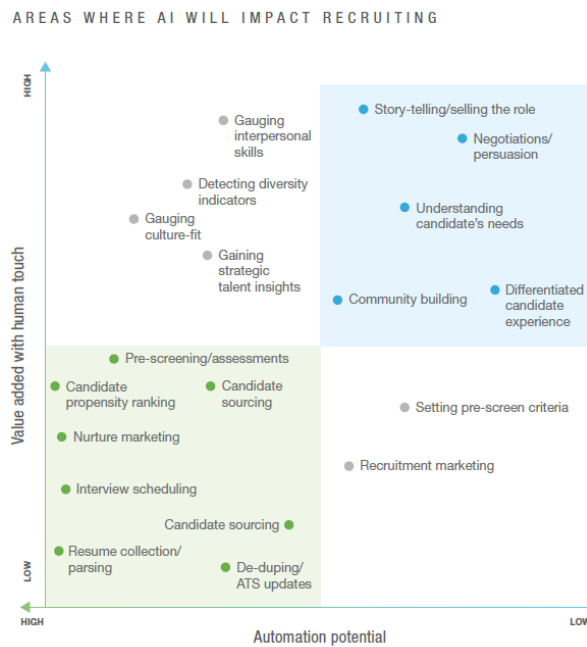 AREAS WHERE AI WILL IMPACT RECRUITING
HIGH
Story-telling/selling the role
Gauging
interpersonal
skills
Negotiations/
persuasion
Detecting diversity
indicators
Gauging
culture-fit
Understanding
candidate's needs
Gaining
strategic
talent insights
Community building
Differentiated
candidate
experience
Value added with human touch
Pre-screening/assessments
Candidate
propensity ranking
Candidate
sourcing
Setting pre-screen criteria
Nurture marketing
Recruitment marketing
Interview scheduling
Candidate sourcing
Resume collection/
parsing
De-duping/
ATS updates
LOW
HIGH
LOW
Automation potential